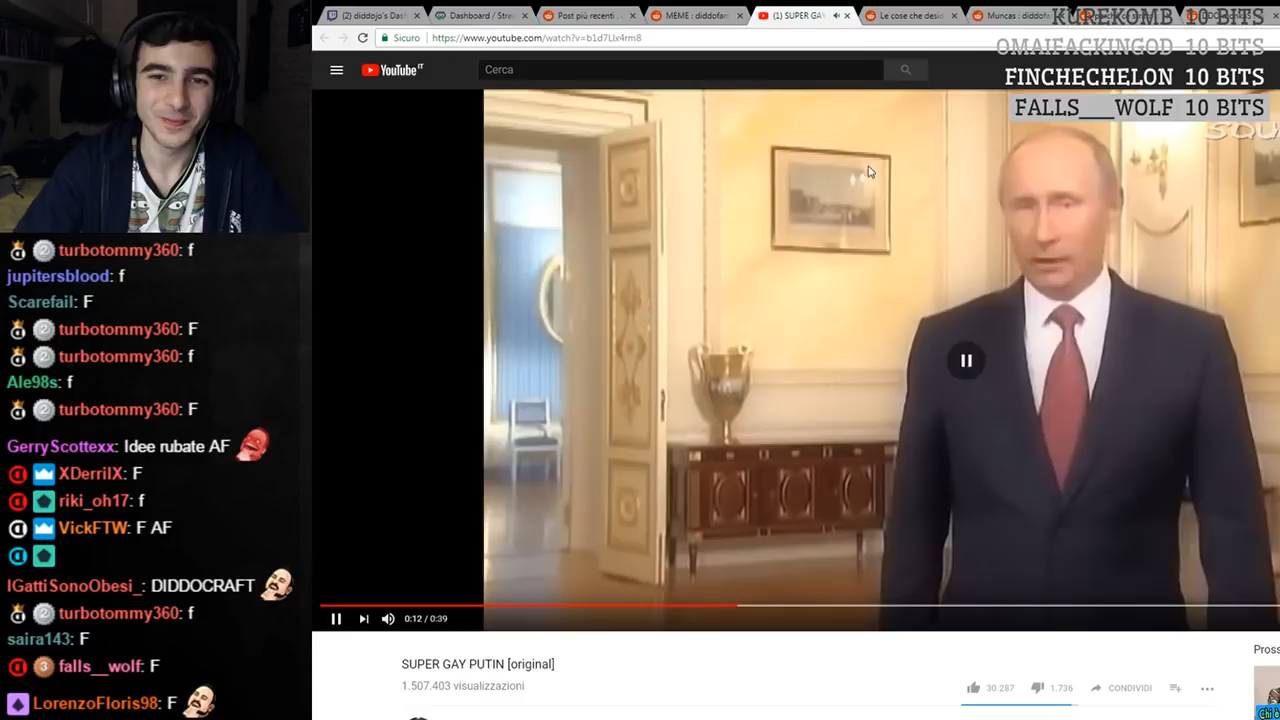 (2) diddojo's Das
Dashboard / Stre
Post più recenti
MEME : diddofan
(1) SUPER GA
Le cose che desid
Muncas : diddof
KUREKOMB 10 BITS
OMAIFACKINGOD 10 BITS
FINCHECHELON 10 BITS
FALLS___WOLF 10 BITS
Sicuro
https://www.youtube.com/watch?v=b1d7Llx4rm8
YouTube IT
Cerca
turbotommy360: f
jupitersblood: f
Scarefail: F
turbotommy360: F
turbotommy360: f
Ale98s: f
turbotommy360: F
GerryScottexx: Idee rubate AF
XDerrilX: F
riki_oh17: f
VickFTW: F AF
IGattiSonoObesi_: DIDDOCRAFT
turbotommy360: f
saira143: F
falls__wolf: F
LorenzoFloris98: F
0:12 / 0:39
SUPER GAY PUTIN [original]
1.507.403 visualizzazioni
30.287
1.736
CONDIVIDI
Pross